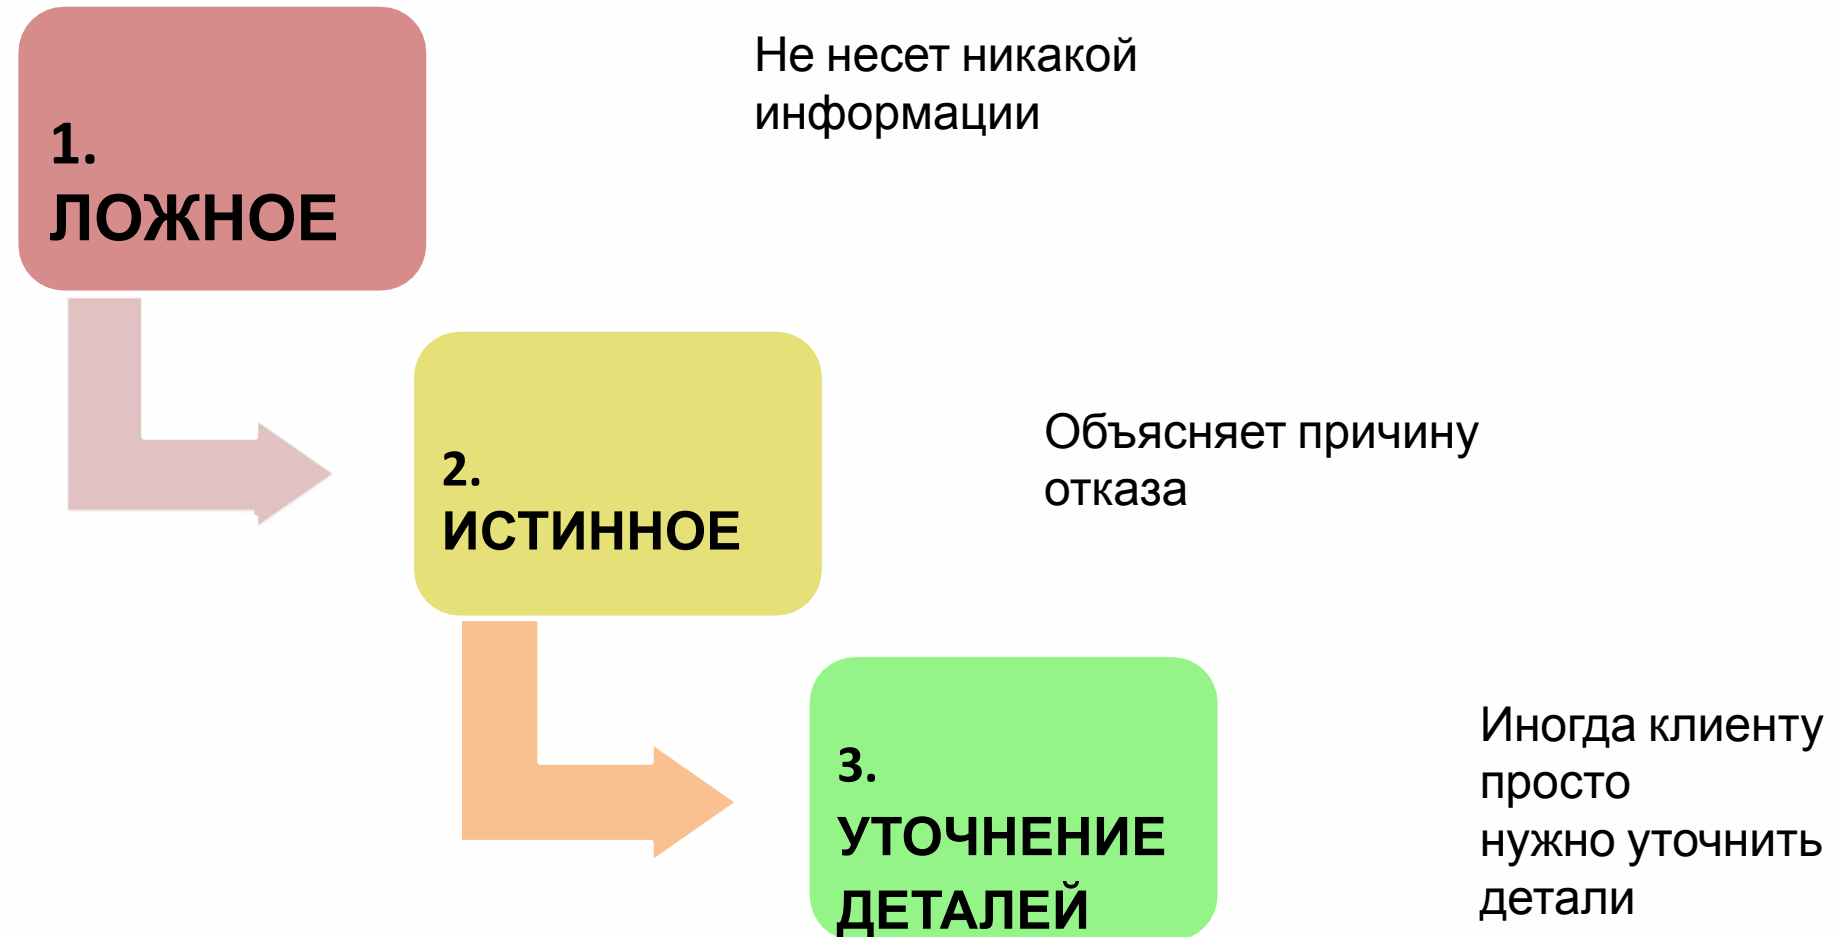 1.
ЛОЖНОЕ
Не несет никакой
информации
2.
ИСТИННОЕ
Объясняет причину
отказа
3.
УТОЧНЕНИЕ
ДЕТАЛЕЙ
Иногда клиенту
просто
нужно уточнить
детали